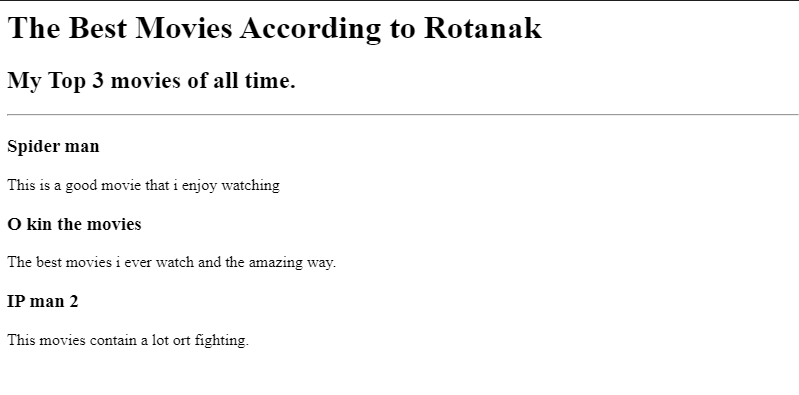 The Best Movies According to Rotanak
My Top 3 movies of all time.
Spider man
This is a good movie that i enjoy watching
O kin the movies
The best movies i ever watch and the amazing way.
IP man 2
This movies contain a lot ort fighting.